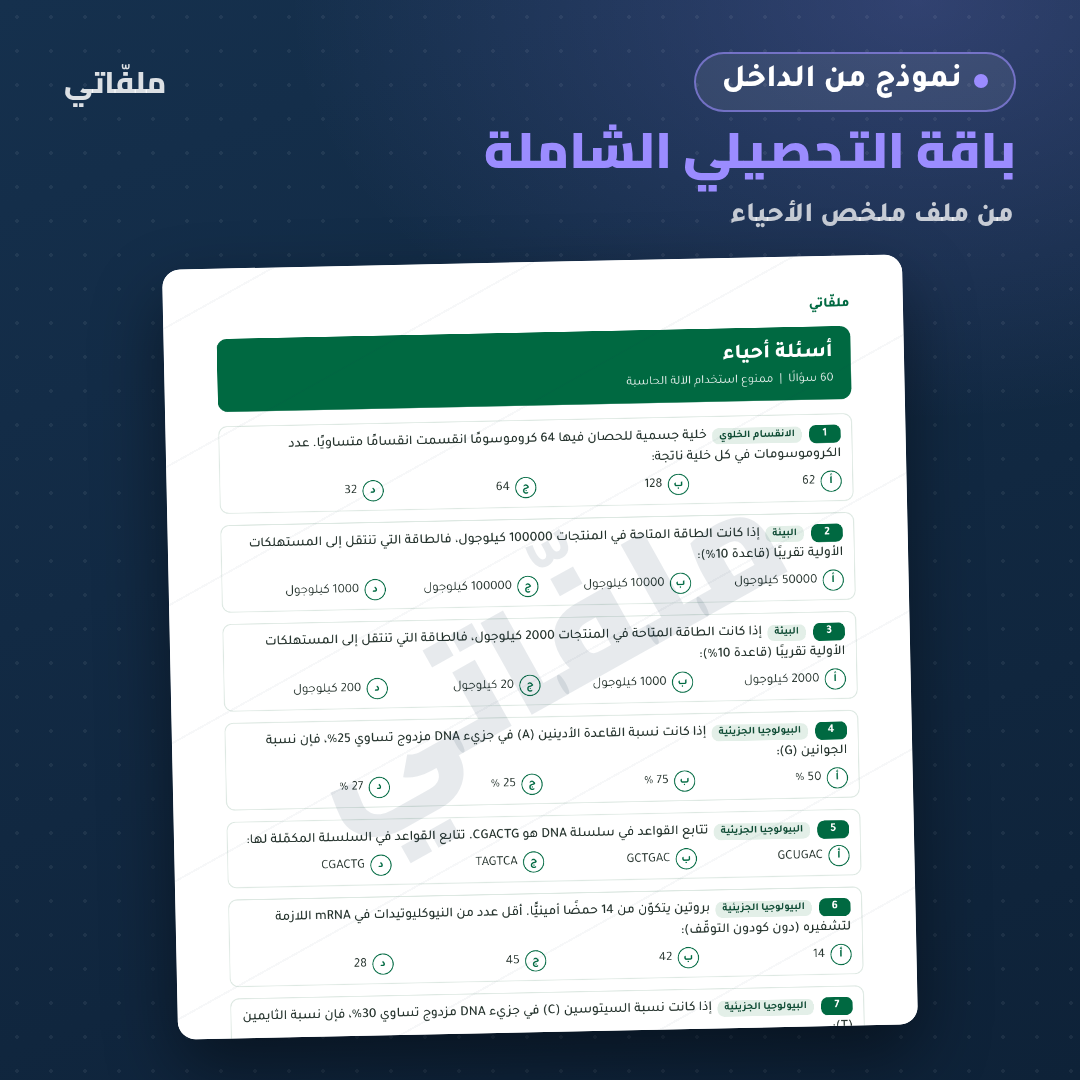 ملفّاتي
نموذج من الداخل
باقة التحصيلي الشاملة
من ملف ملخص الأحياء
ملفّاتي
أسئلة أحياء
60 سؤالًا | ممنوع استخدام الآلة الحاسبة
1 الانقسام الخلوي خلية جسمية للحصان فيها 64 كروموسومًا انقسمت انقسامًا متساويًا. عدد
الكروموسومات في كل خلية ناتجة:
أ 62 ب 128 ج 64 د 32
2 البيئة إذا كانت الطاقة المتاحة في المنتجات 100000 كيلوجول، فالطاقة التي تنتقل إلى المستهلكات
الأولية تقريبًا (قاعدة 10%):
أ 50000 كيلوجول ب 10000 كيلوجول ج 100000 كيلوجول د 1000 كيلوجول
3 البيئة إذا كانت الطاقة المتاحة في المنتجات 2000 كيلوجول، فالطاقة التي تنتقل إلى المستهلكات
الأولية تقريبًا (قاعدة 10%):
أ 2000 كيلوجول ب 1000 كيلوجول ج 20 كيلوجول د 200 كيلوجول
4 البيولوجيا الجزيئية إذا كانت نسبة القاعدة الأدينين (A) في جزيء DNA مزدوج تساوي 25%، فإن نسبة
الجوانين (G):
أ 50 % ب 75 % ج 25 % د 27 %
5 البيولوجيا الجزيئية تتابع القواعد في سلسلة DNA هو CGACTG. تتابع القواعد في السلسلة المكمّلة لها:
أ GCUGAC ب GCTGAC ج TAGTCA د CGACTG
6 البيولوجيا الجزيئية بروتين يتكوّن من 14 حمضًا أمينيًّا. أقل عدد من النيوكليوتيدات في mRNA اللازمة
لتشفيره (دون كودون التوقّف):
أ 14 ب 42 ج 45 د 28
7 البيولوجيا الجزيئية إذا كانت نسبة السيتوسين (C) في جزيء DNA مزدوج تساوي 30%، فإن نسبة الثايمين
(T):
ملفّاتي